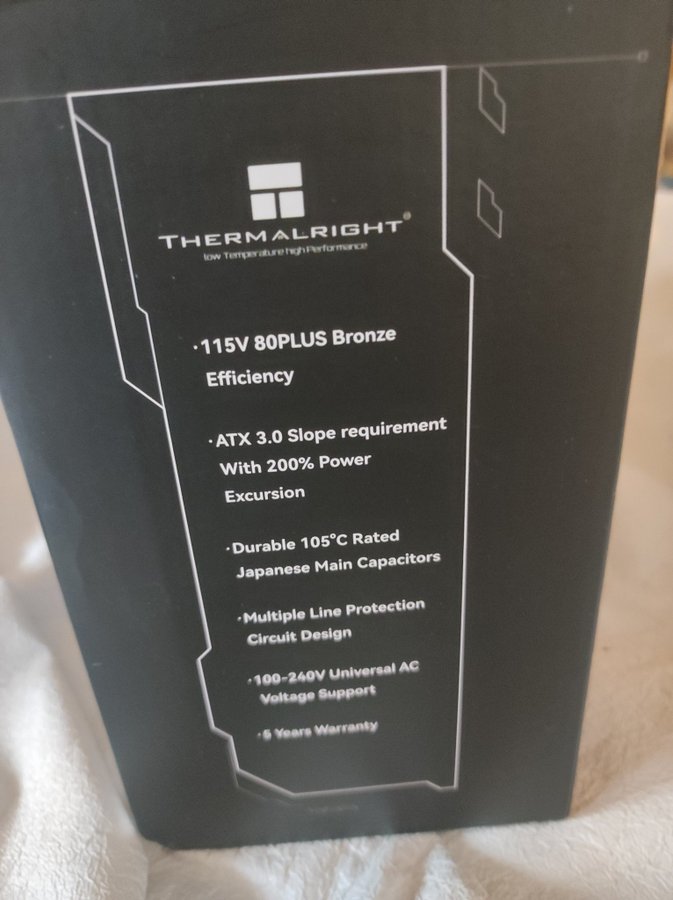 THERMALRIGHT®
low Temperature high Performance
·115V 80PLUS Bronze
Efficiency
·ATX 3.0 Slope requirement
With 200% Power
Excursion
·Durable 105°C Rated
Japanese Main Capacitors
·Multiple Line Protection
Circuit Design
·100-240V Universal AC
Voltage Support
·5 Years Warranty